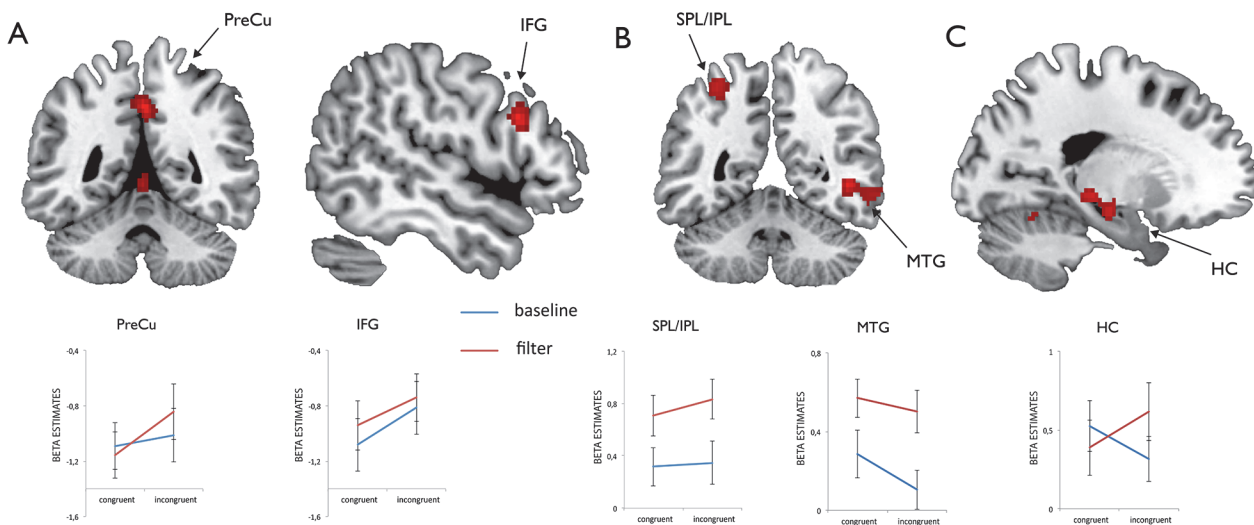 A
PreCu
IFG
B
SPL/IPL
MTG
C
HC
baseline
filter
PreCu
BETA ESTIMATES
-0,4
-0,8
-1,2
-1,6
congruent incongruent
IFG
BETA ESTIMATES
-0,4
-0,8
-1,2
-1,6
congruent incongruent
SPL/IPL
BETA ESTIMATES
1,2
0,8
0,4
0
congruent incongruent
MTG
BETA ESTIMATES
0,8
0,4
0
congruent incongruent
HC
BETA ESTIMATES
1
0,5
0
congruent incongruent